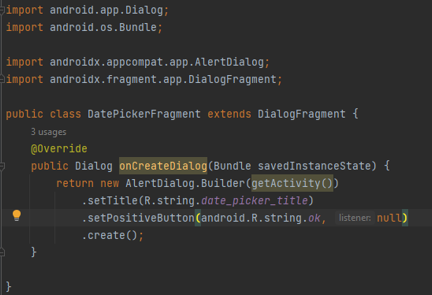 import android.app.Dialog;
import android.os.Bundle;
import androidx.appcompat.app.AlertDialog;
import androidx.fragment.app.DialogFragment;
public class DatePickerFragment extends DialogFragment {
3 usages
@Override
public Dialog onCreateDialog(Bundle savedInstanceState) {
return new AlertDialog.Builder(getActivity())
.setTitle(R.string.date_picker_title)
.setPositiveButton(android.R.string.ok, listener: null)
.create();
}
}